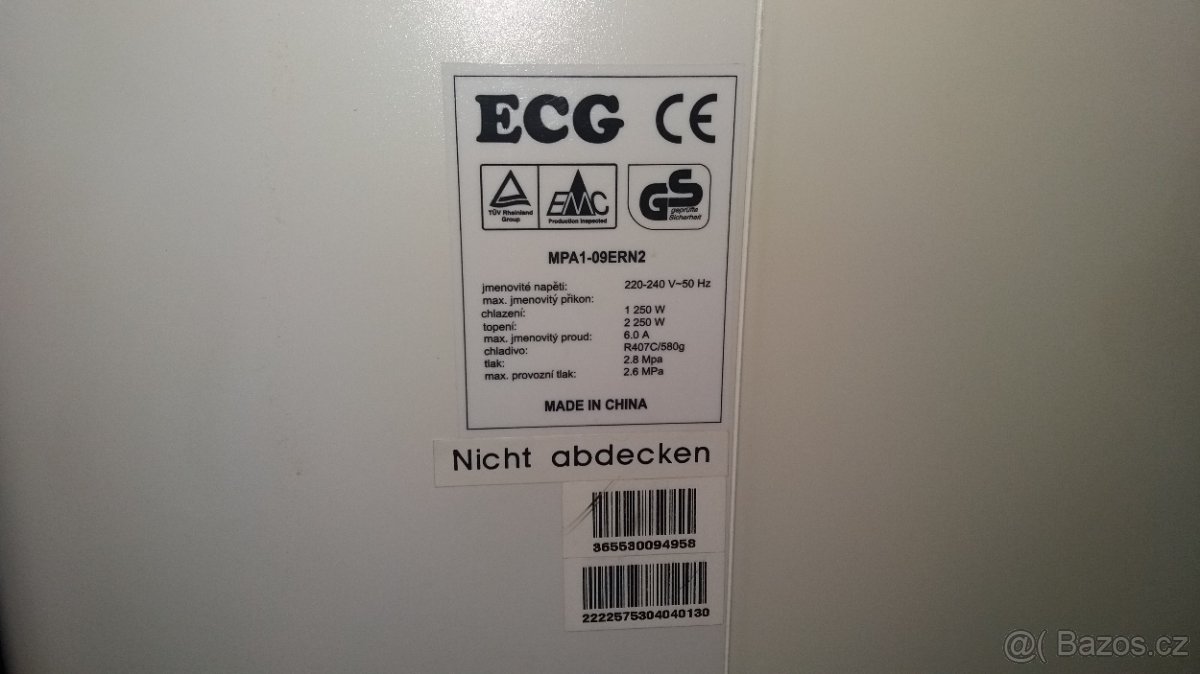 ECG CE
TÜV Rheinland
Group
EMC
Production Inspected
GS
geprüfte
Sicherheit
MPA1-09ERN2
jmenovité napětí: 220-240 V~50 Hz
max. jmenovitý příkon:
chlazení: 1 250 W
topení: 2 250 W
max. jmenovitý proud: 6.0 A
chladivo: R407C/580g
tlak: 2.8 Mpa
max. provozní tlak: 2.6 MPa
MADE IN CHINA
Nicht abdecken
365530094958
2222575304040130
@( Bazos.cz